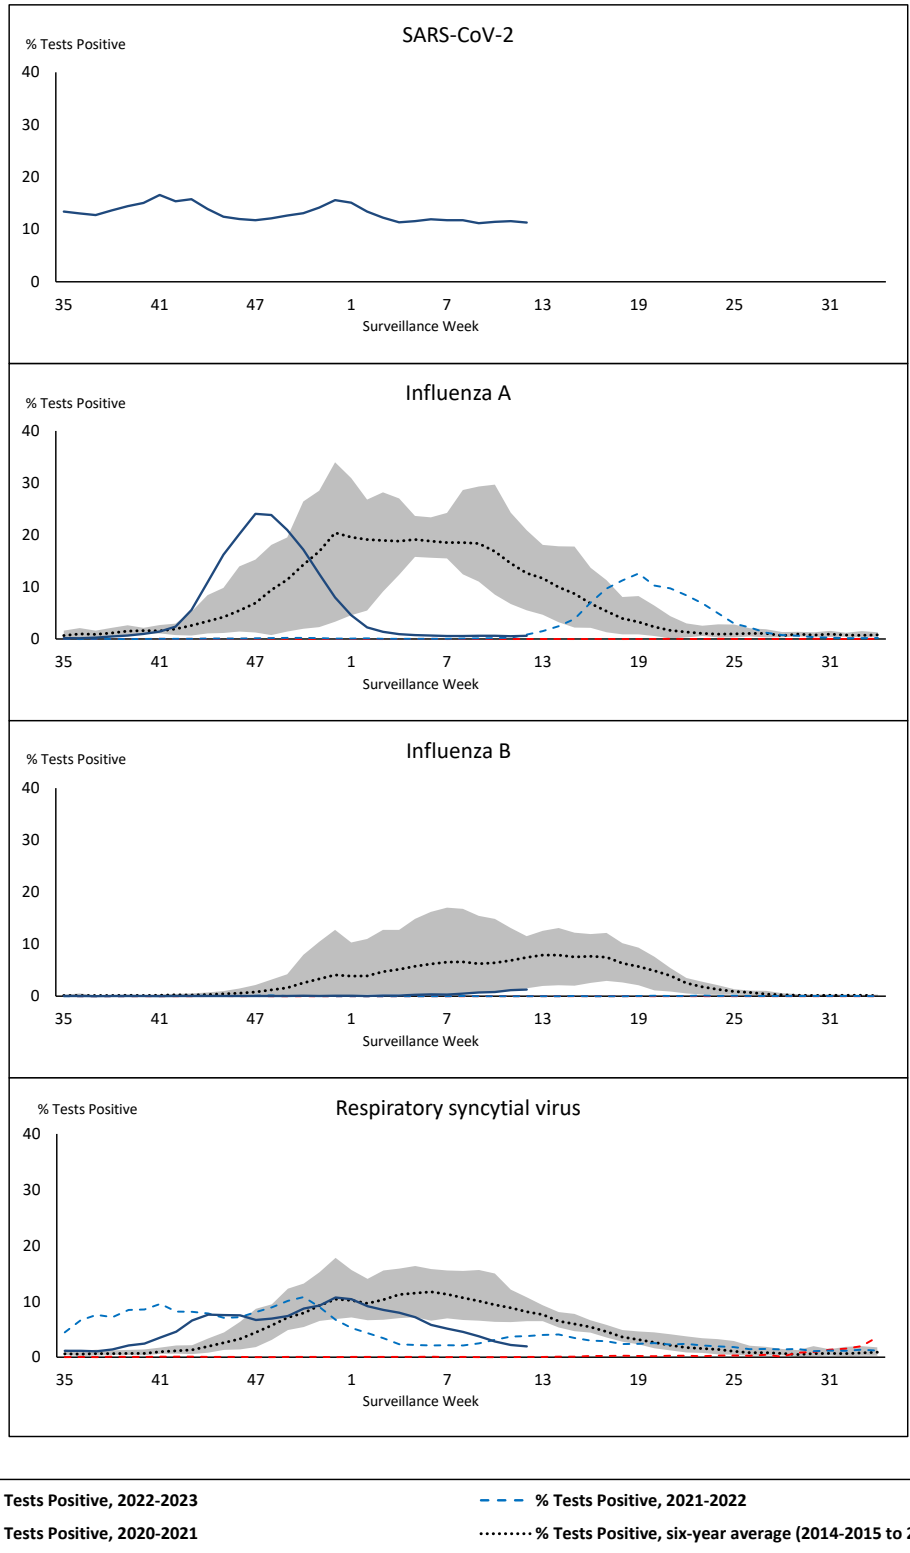 SARS-CoV-2
% Tests Positive
40
30
20
10
0
35 41 47 1 7 13 19 25 31
Surveillance Week
Influenza A
% Tests Positive
40
30
20
10
0
35 41 47 1 7 13 19 25 31
Surveillance Week
Influenza B
% Tests Positive
40
30
20
10
0
35 41 47 1 7 13 19 25 31
Surveillance Week
Respiratory syncytial virus
% Tests Positive
40
30
20
10
0
35 41 47 1 7 13 19 25 31
Surveillance Week
Tests Positive, 2022-2023 % Tests Positive, 2021-2022
Tests Positive, 2020-2021 % Tests Positive, six-year average (2014-2015 to